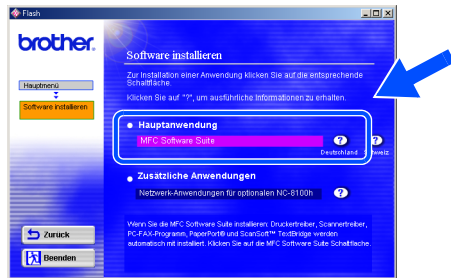 Flash
brother.
Software installieren
Zur Installation einer Anwendung klicken Sie auf die entsprechende
Schaltfläche.
Klicken Sie auf "?", um ausführliche Informationen zu erhalten.
Hauptmenü
Software installieren
Hauptanwendung
MFC Software Suite
?
?
Deutschland
Zusätzliche Anwendungen
Netzwerk-Anwendungen für optionalen NC-8100h
?
Wenn Sie die MFC Software Suite installieren: Druckertreiber, Scannertreiber,
PC-FAX-Programm, PaperPort® und ScanSoft™ TextBridge werden
automatisch mit installiert. Klicken Sie auf die MFC Software Suite Schaltflache.
Zurück
Beenden